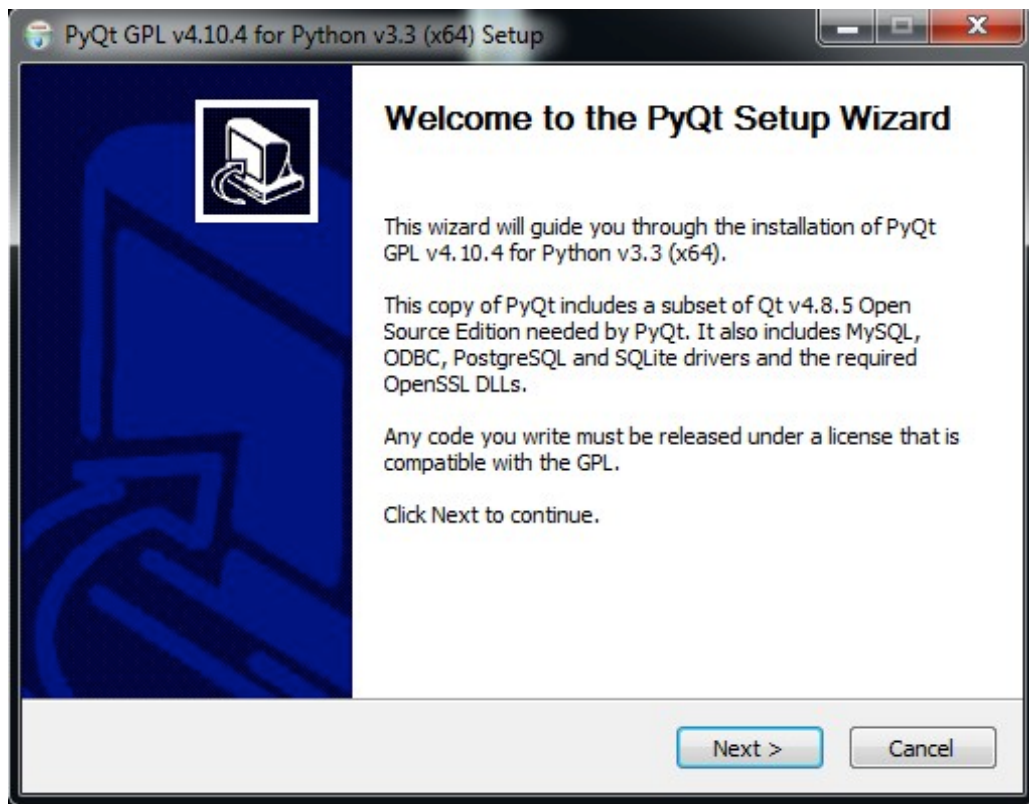 PyQt GPL v4.10.4 for Python v3.3 (x64) Setup
Welcome to the PyQt Setup Wizard
This wizard will guide you through the installation of PyQt
GPL v4.10.4 for Python v3.3 (x64).
This copy of PyQt includes a subset of Qt v4.8.5 Open
Source Edition needed by PyQt. It also includes MySQL,
ODBC, PostgreSQL and SQLite drivers and the required
OpenSSL DLLs.
Any code you write must be released under a license that is
compatible with the GPL.
Click Next to continue.
Next >
Cancel